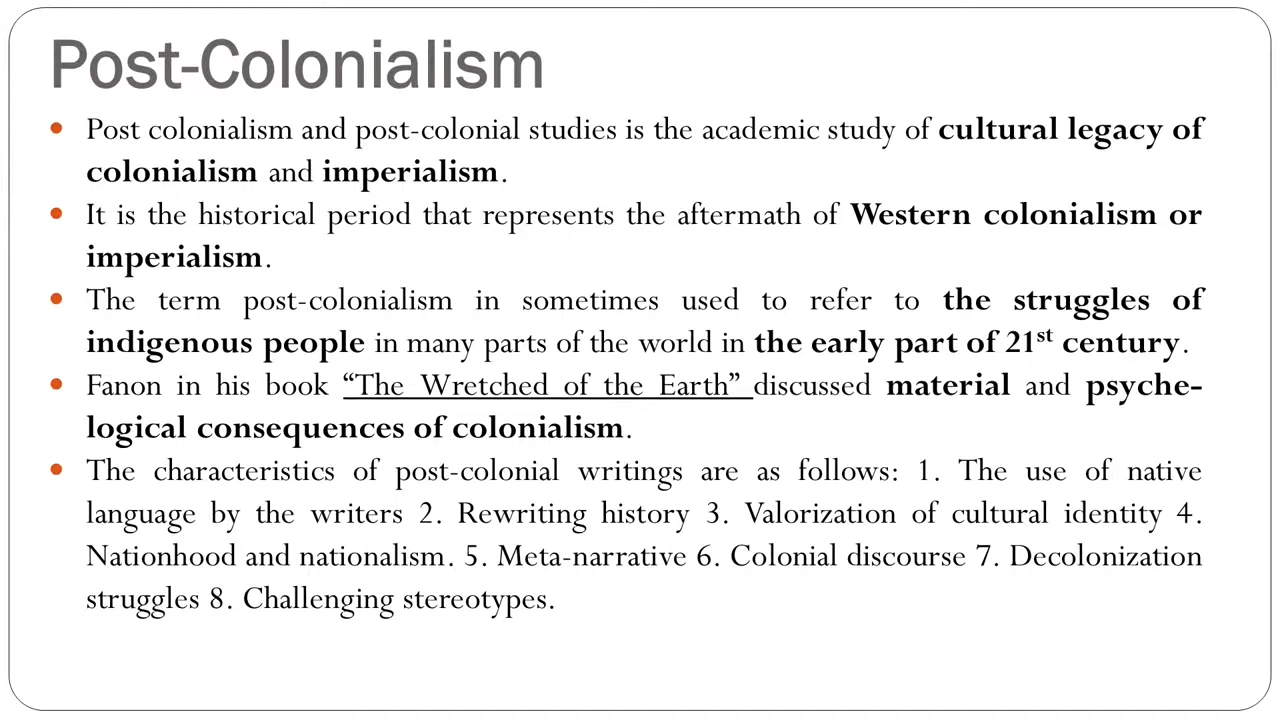 Post-Colonialism
• Post colonialism and post-colonial studies is the academic study of cultural legacy of
colonialism and imperialism.
• It is the historical period that represents the aftermath of Western colonialism or
imperialism.
• The term post-colonialism in sometimes used to refer to the struggles of
indigenous people in many parts of the world in the early part of 21st century.
• Fanon in his book “The Wretched of the Earth” discussed material and psyche-
logical consequences of colonialism.
• The characteristics of post-colonial writings are as follows: 1. The use of native
language by the writers 2. Rewriting history 3. Valorization of cultural identity 4.
Nationhood and nationalism. 5. Meta-narrative 6. Colonial discourse 7. Decolonization
struggles 8. Challenging stereotypes.